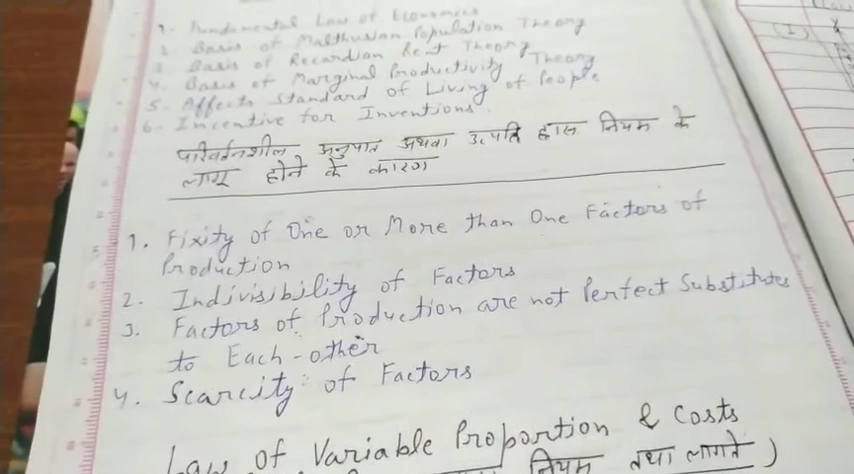 1. Fundamental Law of Economics
2. Basis of Malthusian Population Theory
3. Basis of Recardian Rent Theory
4. Basis of Marginal Productivity Theory
5. Affects Standard of Living of People
6. Incentive for Inventions.
परिवर्तनशील अनुपात अथवा उत्पत्ति ह्रास नियम के
लागू होने के कारण
1. Fixity of One or More than One Factors of
Production
2. Indivisibility of Factors
3. Factors of Production are not Perfect Substitutes
to Each-other
4. Scarcity of Factors
Law of Variable Proportion & Costs
नियम तथा लागतें )
(I)